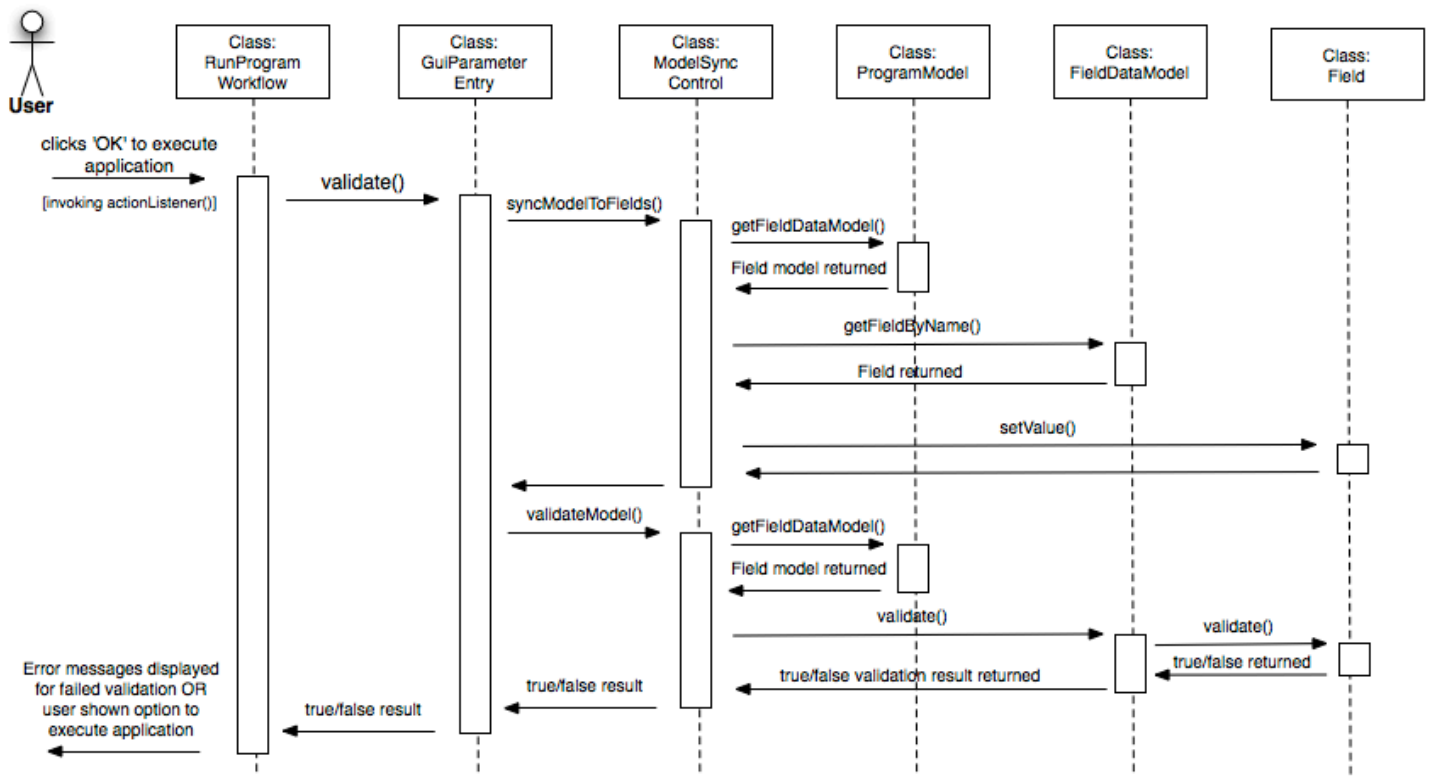 User
Class:
RunProgram
Workflow
Class:
GuiParameter
Entry
Class:
ModelSync
Control
Class:
ProgramModel
Class:
FieldDataModel
Class:
Field
clicks 'OK' to execute
application
[invoking actionListener()]
validate()
syncModelToFields()
getFieldDataModel()
Field model returned
getFieldByName()
Field returned
setValue()
validateModel()
getFieldDataModel()
Field model returned
validate()
validate()
true/false returned
true/false validation result returned
true/false result
true/false result
Error messages displayed
for failed validation OR
user shown option to
execute application